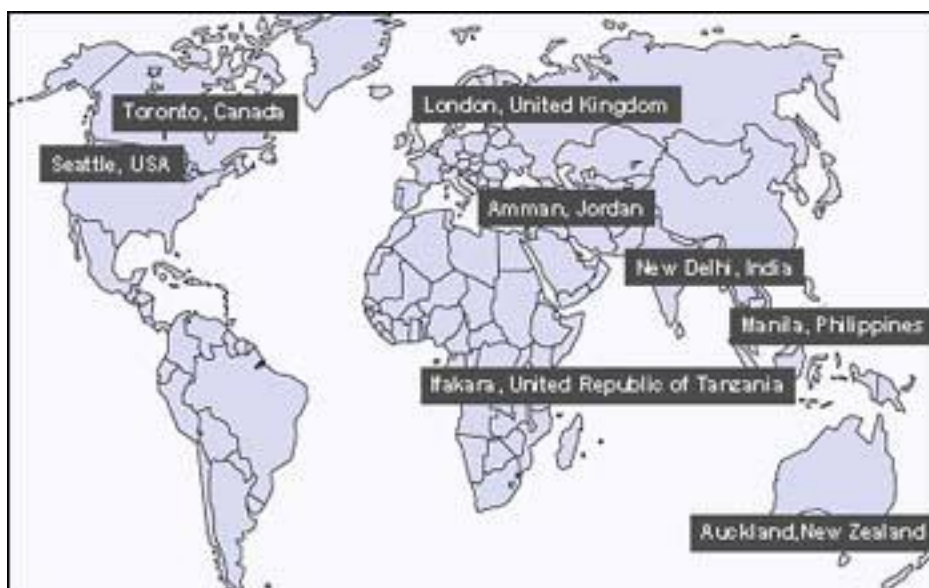 Toronto, Canada
London, United Kingdom
Seattle, USA
Amman, Jordan
New Delhi, India
Manila, Philippines
Ifakara, United Republic of Tanzania
Auckland,New Zealand